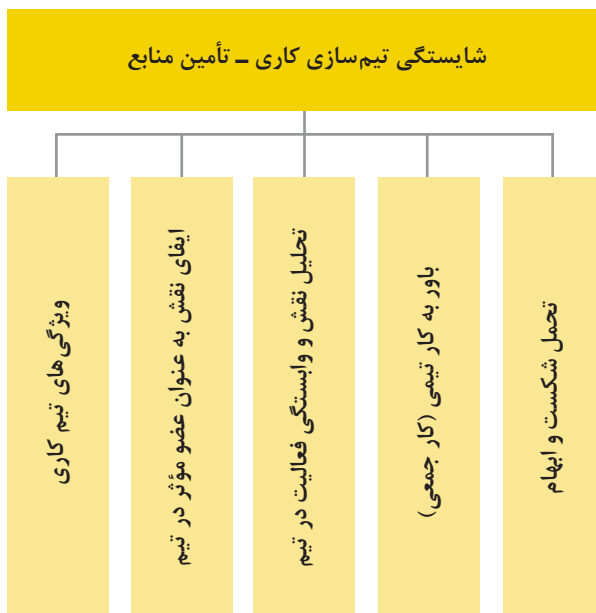 شایستگی تیم‌سازی کاری ــ تأمین منابع
تحمل شکست و ابهام
باور به کار تیمی (کار جمعی)
تحلیل نقش و وابستگی فعالیت در تیم
ایفای نقش به عنوان عضو مؤثر در تیم
ویژگی‌های تیم کاری